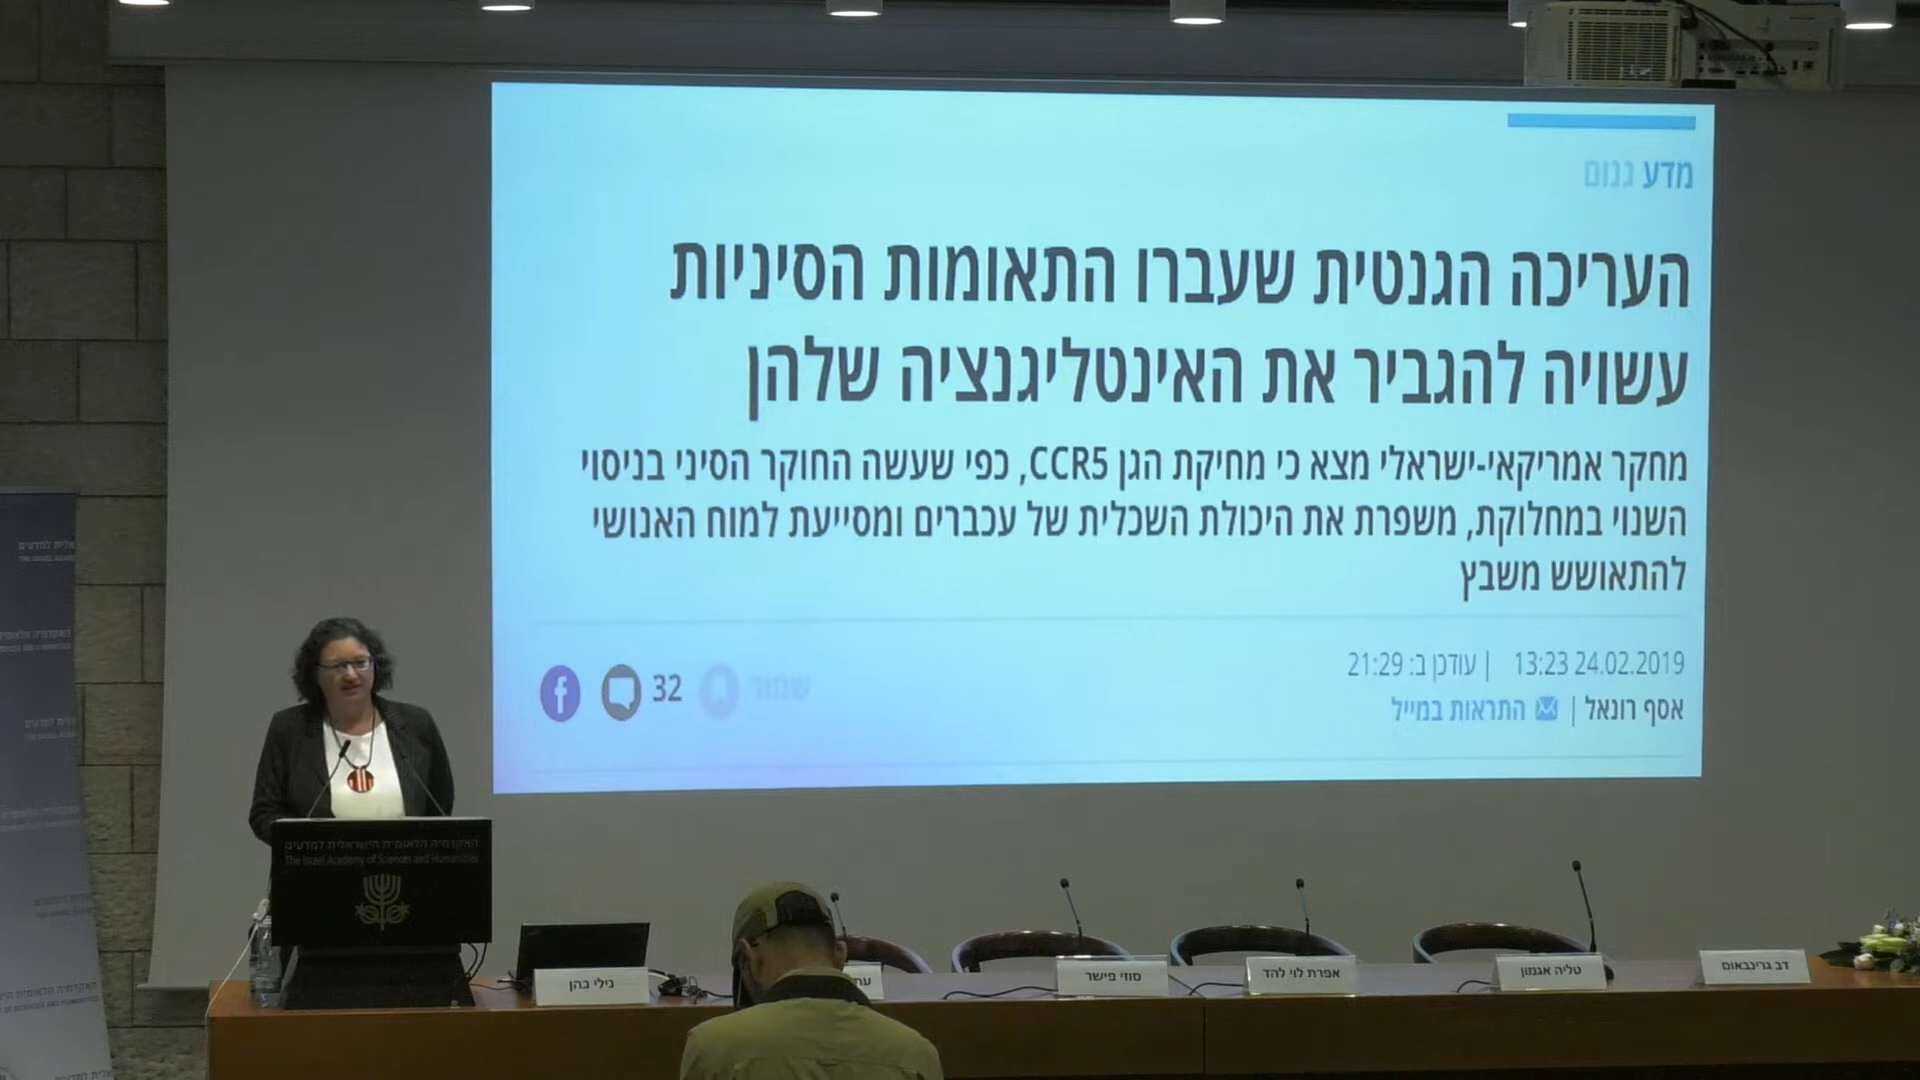 מדע גנום
העריכה הגנטית שעברו התאומות הסיניות
עשויה להגביר את האינטליגנציה שלהן
מחקר אמריקאי-ישראלי מצא כי מחיקת הגן CCR5, כפי שעשה החוקר הסיני בניסוי
השנוי במחלוקת, משפרת את היכולת השכלית של עכברים ומסייעת למוח האנושי
להתאושש משבץ
13:23 24.02.2019 | עודכן ב: 21:29
אסף רונאל | התראות במייל
שמור 32
האקדמיה הלאומית הישראלית למדעים
The Israel Academy of Sciences and Humanities
דב גרינבאום
טליה אגמון
אפרת לוי להד
סוזי פישר
גילי כהן